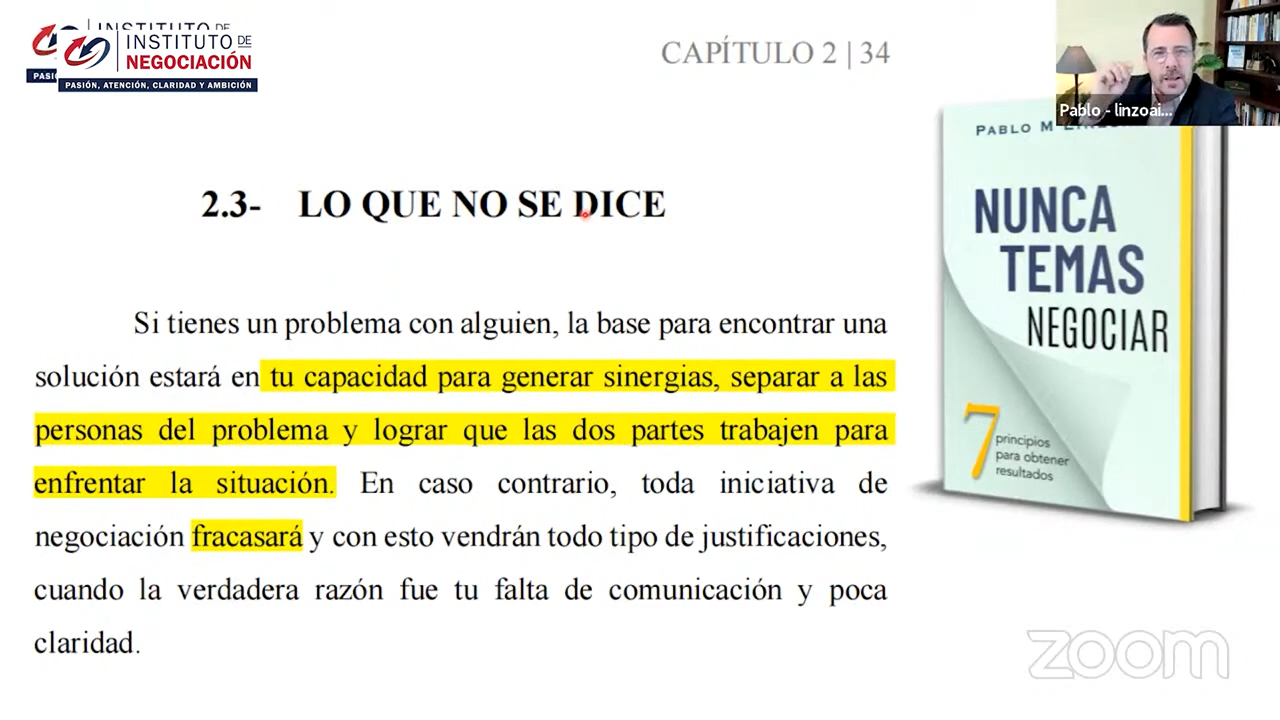 INSTITUTO DE
INSTITUTO DE
NEGOCIACIÓN
PASIÓN, ATENCIÓN, CLARIDAD Y AMBICIÓN
CAPÍTULO 2 | 34
Pablo - linzoai...
2.3- LO QUE NO SE DICE
Si tienes un problema con alguien, la base para encontrar una
solución estará en tu capacidad para generar sinergias, separar a las
personas del problema y lograr que las dos partes trabajen para
enfrentar la situación. En caso contrario, toda iniciativa de
negociación fracasará y con esto vendrán todo tipo de justificaciones,
cuando la verdadera razón fue tu falta de comunicación y poca
claridad.
PABLO M
NUNCA
TEMAS
NEGOCIAR
7 principios
para obtener
resultados
zoom